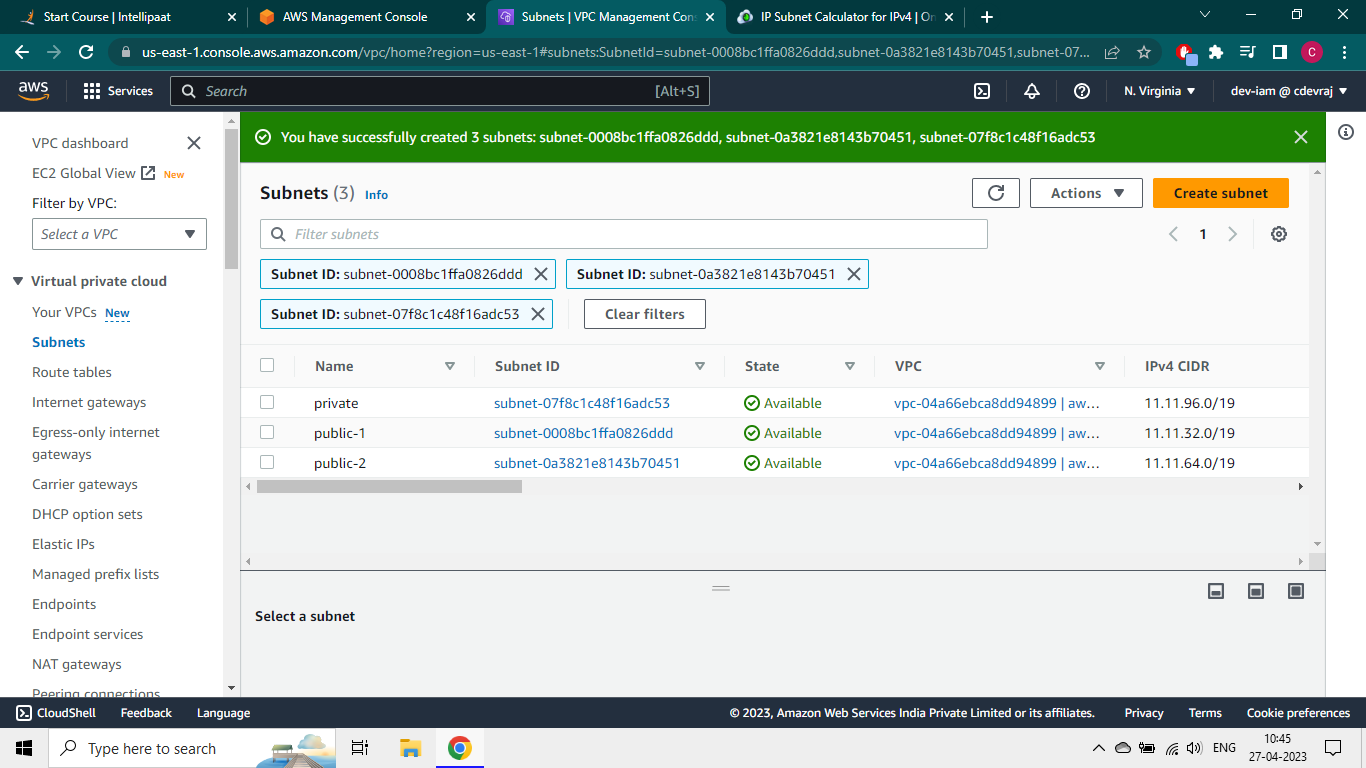 Start Course | Intellipaat
AWS Management Console
Subnets | VPC Management Con
IP Subnet Calculator for IPv4 | On
us-east-1.console.aws.amazon.com/vpc/home?region=us-east-1#subnets:SubnetId=subnet-0008bc1ffa0826ddd,subnet-0a3821e8143b70451,subnet-07...
C
aws
Services
Search
[Alt+S]
N. Virginia
dev-iam @ cdevraj
VPC dashboard
EC2 Global View New
Filter by VPC:
Select a VPC
Virtual private cloud
Your VPCs New
Subnets
Route tables
Internet gateways
Egress-only internet
gateways
Carrier gateways
DHCP option sets
Elastic IPs
Managed prefix lists
Endpoints
Endpoint services
NAT gateways
Peering connections
You have successfully created 3 subnets: subnet-0008bc1ffa0826ddd, subnet-0a3821e8143b70451, subnet-07f8c1c48f16adc53
Subnets (3) Info
Actions
Create subnet
Filter subnets
1
Subnet ID: subnet-0008bc1ffa0826ddd
Subnet ID: subnet-0a3821e8143b70451
Subnet ID: subnet-07f8c1c48f16adc53
Clear filters
Name Subnet ID State VPC IPv4 CIDR
private subnet-07f8c1c48f16adc53 Available vpc-04a66ebca8dd94899 | aw... 11.11.96.0/19
public-1 subnet-0008bc1ffa0826ddd Available vpc-04a66ebca8dd94899 | aw... 11.11.32.0/19
public-2 subnet-0a3821e8143b70451 Available vpc-04a66ebca8dd94899 | aw... 11.11.64.0/19
Select a subnet
CloudShell Feedback Language
© 2023, Amazon Web Services India Private Limited or its affiliates. Privacy Terms Cookie preferences
Type here to search
ENG
10:45
27-04-2023